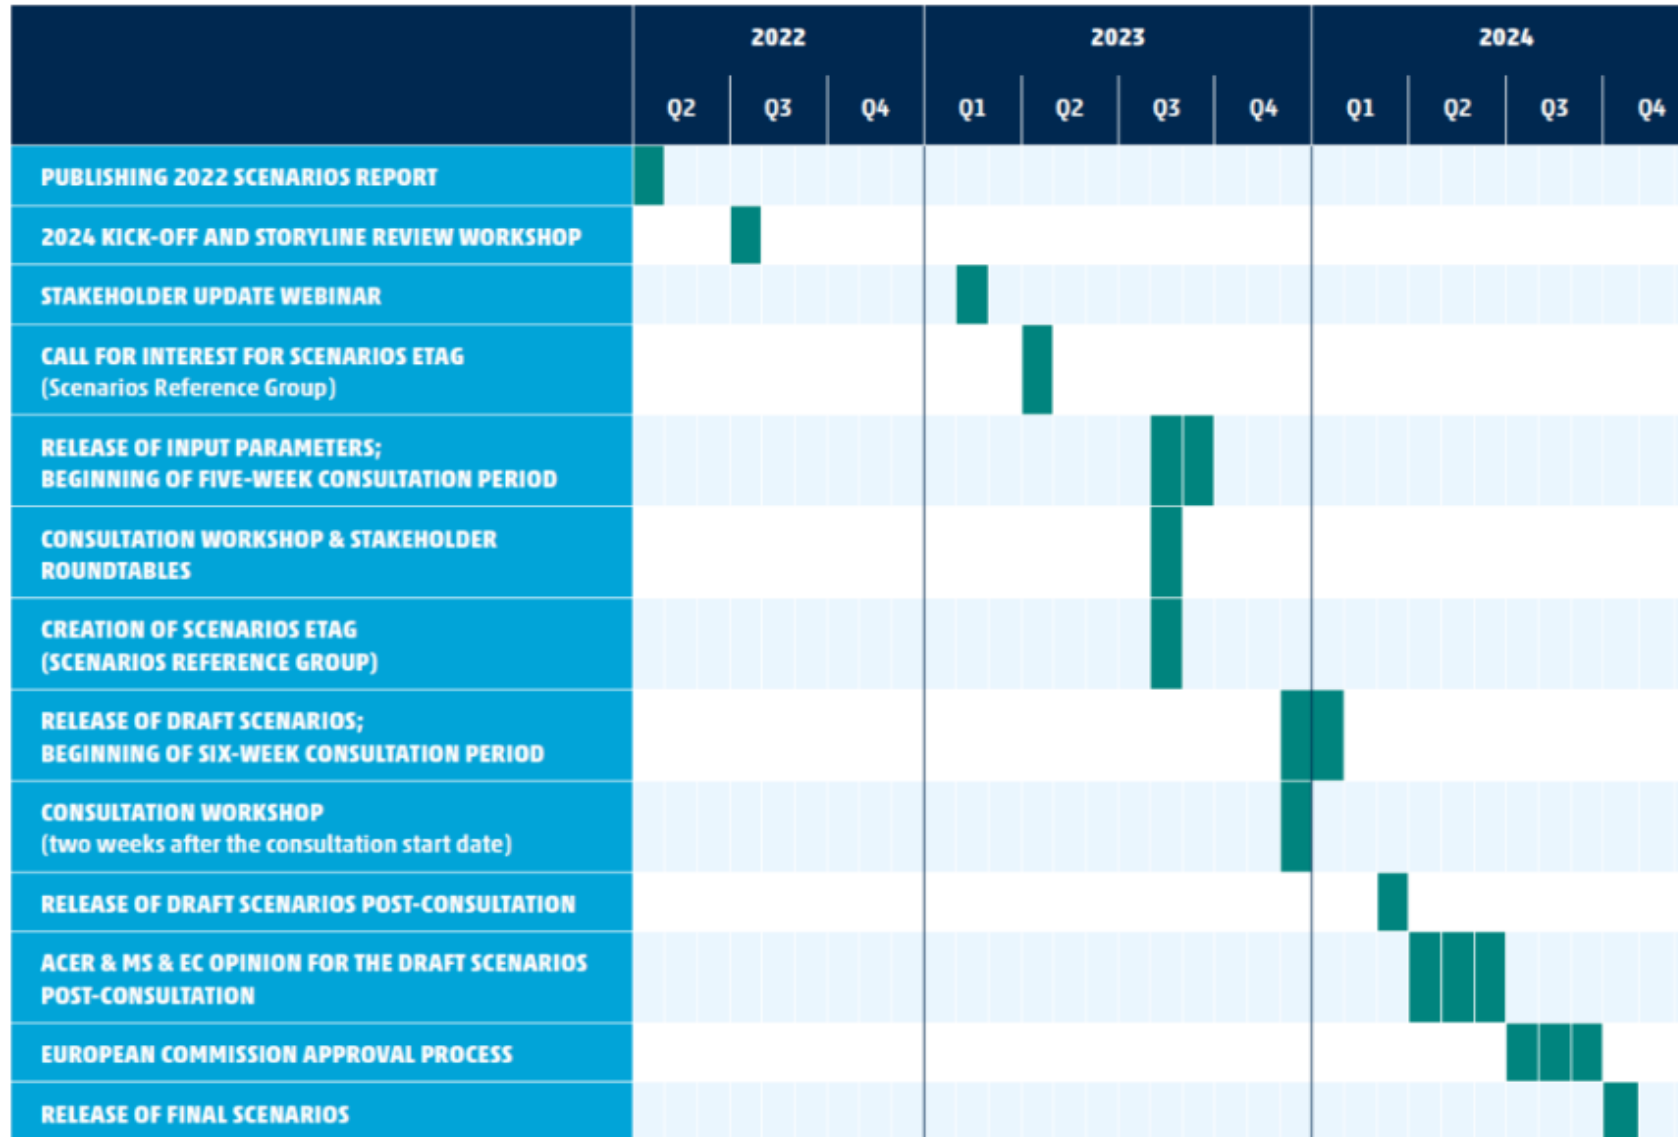 2022 2023 2024
Q2 Q3 Q4 Q1 Q2 Q3 Q4 Q1 Q2 Q3 Q4
PUBLISHING 2022 SCENARIOS REPORT
2024 KICK-OFF AND STORYLINE REVIEW WORKSHOP
STAKEHOLDER UPDATE WEBINAR
CALL FOR INTEREST FOR SCENARIOS ETAG
(Scenarios Reference Group)
RELEASE OF INPUT PARAMETERS;
BEGINNING OF FIVE-WEEK CONSULTATION PERIOD
CONSULTATION WORKSHOP & STAKEHOLDER
ROUNDTABLES
CREATION OF SCENARIOS ETAG
(SCENARIOS REFERENCE GROUP)
RELEASE OF DRAFT SCENARIOS;
BEGINNING OF SIX-WEEK CONSULTATION PERIOD
CONSULTATION WORKSHOP
(two weeks after the consultation start date)
RELEASE OF DRAFT SCENARIOS POST-CONSULTATION
ACER & MS & EC OPINION FOR THE DRAFT SCENARIOS
POST-CONSULTATION
EUROPEAN COMMISSION APPROVAL PROCESS
RELEASE OF FINAL SCENARIOS